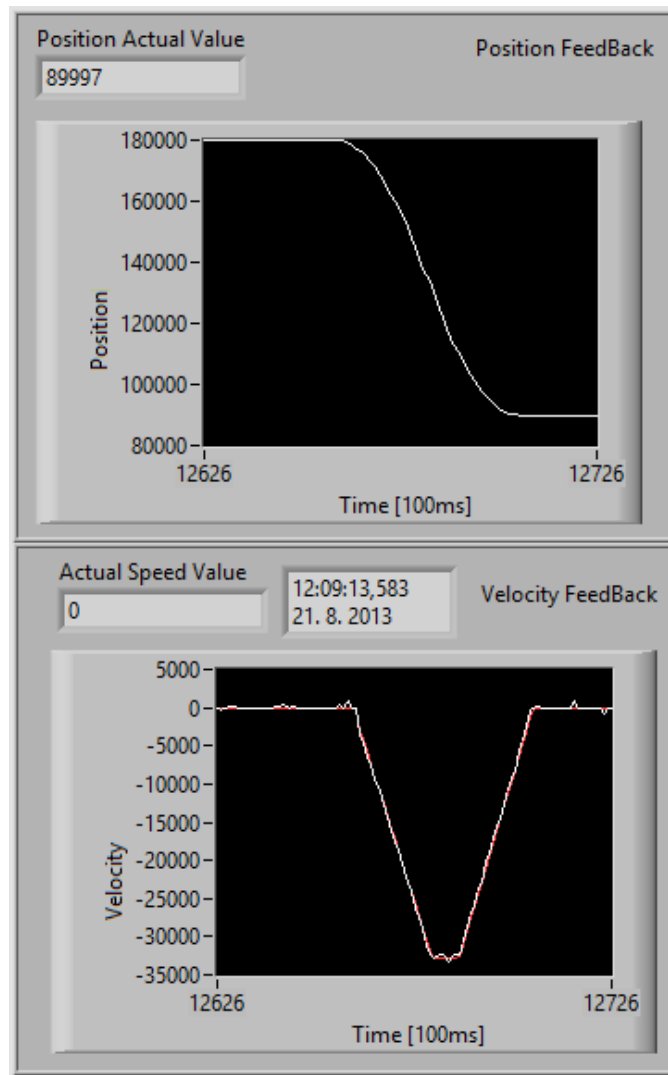 Position Actual Value
Position FeedBack
89997
180000
160000
140000
120000
100000
80000
Position
12626
12726
Time [100ms]
Actual Speed Value
0
12:09:13,583
21. 8. 2013
Velocity FeedBack
5000
0
-5000
-10000
-15000
-20000
-25000
-30000
-35000
Velocity
12626
12726
Time [100ms]